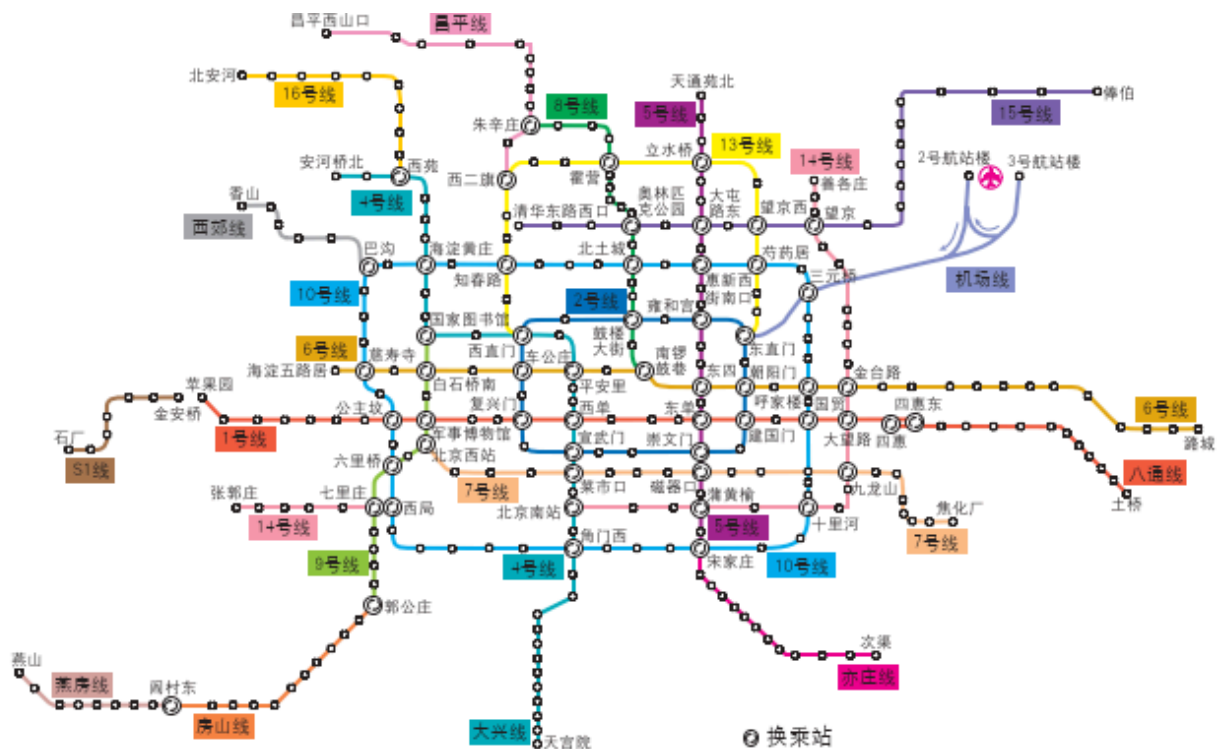 昌平西山口
昌平线
北安河
16号线
天通苑北
俸伯
8号线
5号线
15号线
朱辛庄
13号线
安河桥北
西苑
立水桥
14号线
2号航站楼
3号航站楼
4号线
西二旗
霍营
善各庄
香山
奥林匹
克公园
大屯
路东
清华东路西口
望京西
望京
西郊线
巴沟
海淀黄庄
北土城
芍药居
知春路
惠新西
街南口
三元桥
机场线
10号线
2号线
雍和宫
国家图书馆
鼓楼
大街
6号线
慈寿寺
西直门
车公庄
南锣
鼓巷
东直门
海淀五路居
白石桥南
平安里
东四
朝阳门
金台路
苹果园
金安桥
公主坟
复兴门
西单
东单
呼家楼
国贸
四惠东
6号线
潞城
石厂
1号线
军事博物馆
宣武门
崇文门
建国门
大望路
四惠
S1线
北京西站
八通线
六里桥
7号线
菜市口
磁器口
九龙山
土桥
张郭庄
七里庄
西局
北京南站
蒲黄榆
十里河
焦化厂
14号线
5号线
7号线
9号线
角门西
4号线
宋家庄
10号线
郭公庄
次渠
燕山
燕房线
阎村东
亦庄线
房山线
大兴线
天宫院
换乘站